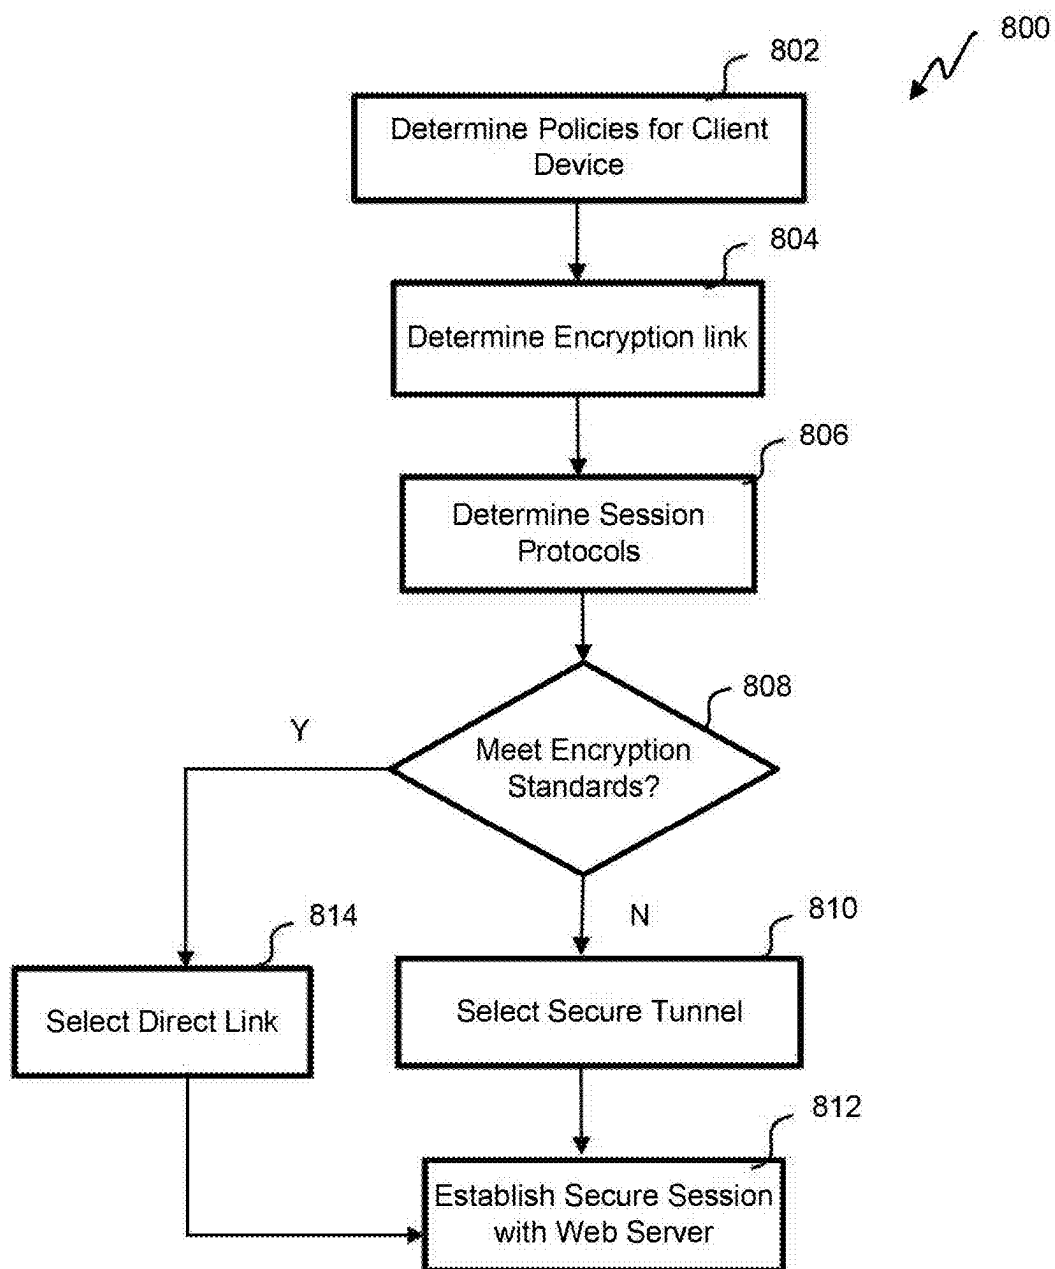 800
802
Determine Policies for Client
Device
804
Determine Encryption link
806
Determine Session
Protocols
808
Meet Encryption
Standards?
Y
N
814
Select Direct Link
810
Select Secure Tunnel
812
Establish Secure Session
with Web Server